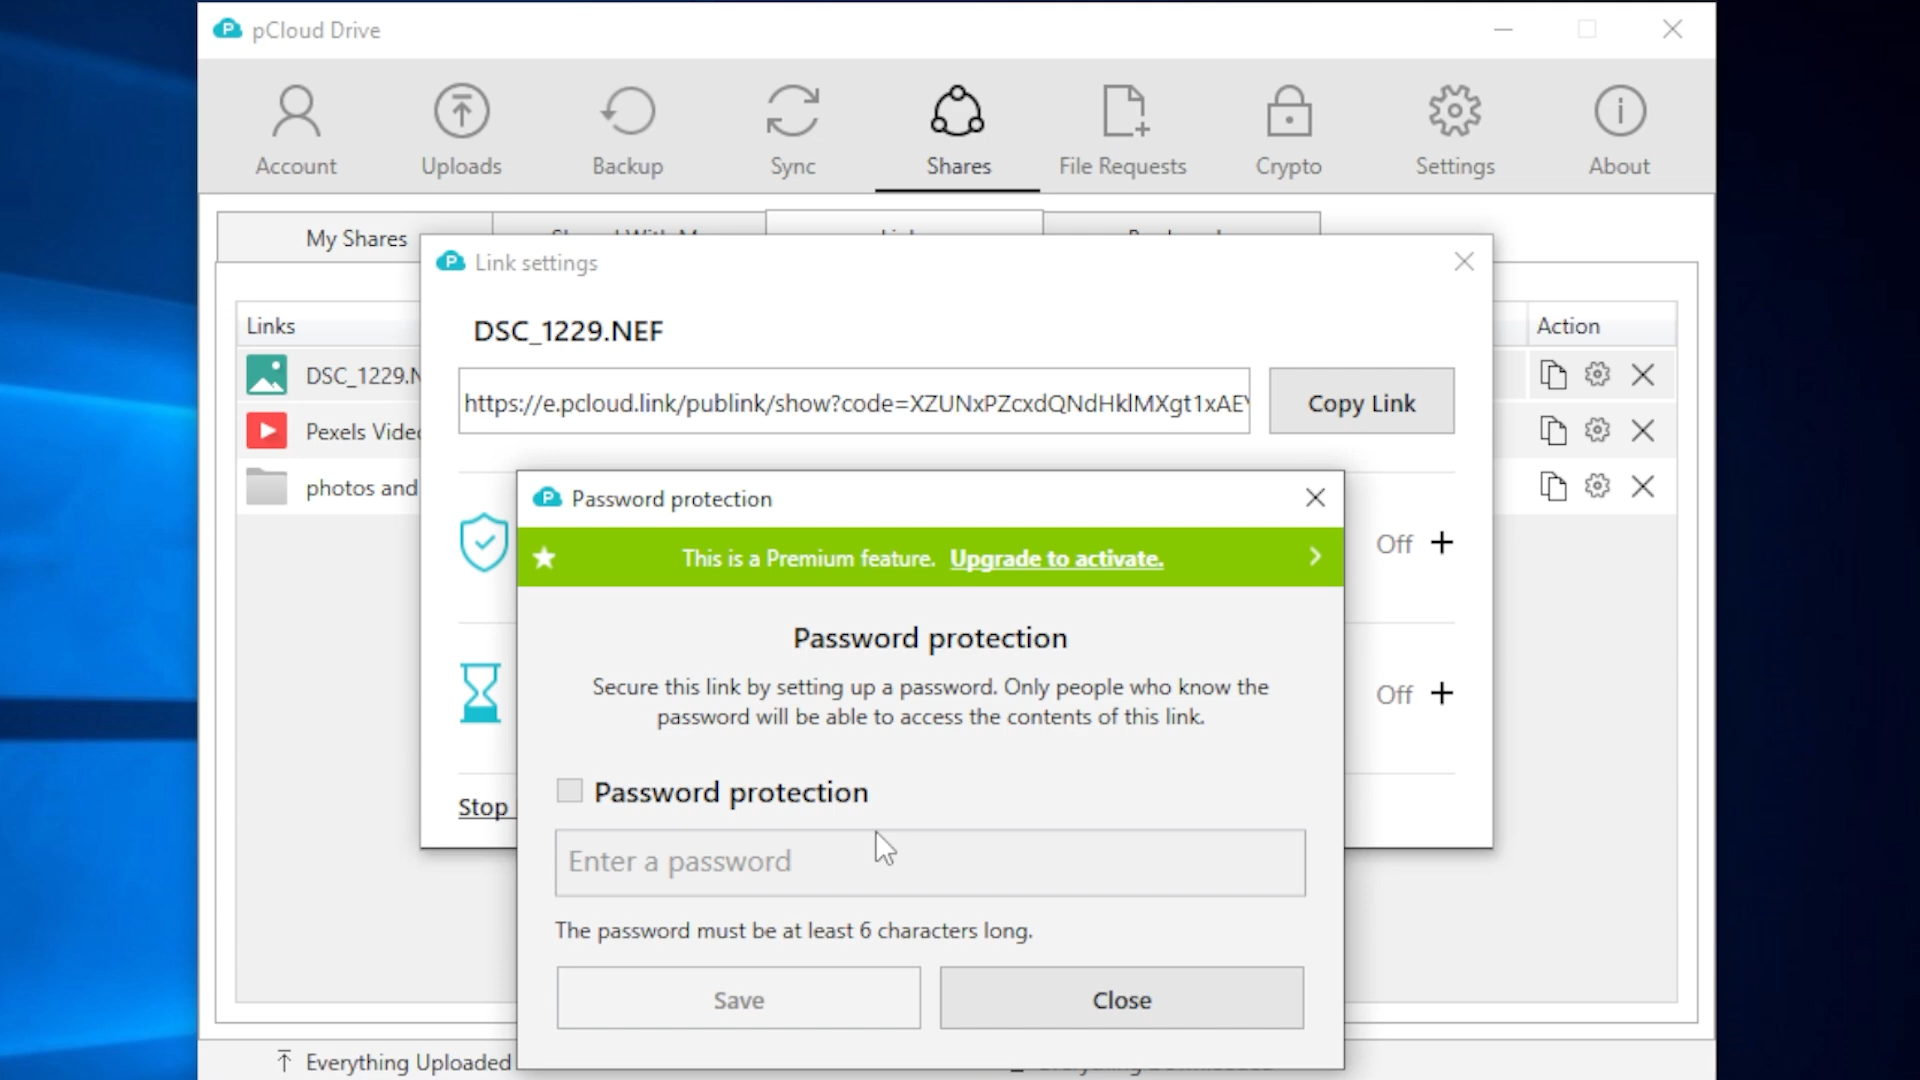 pCloud Drive
Account
Uploads
Backup
Sync
Shares
File Requests
Crypto
Settings
About
My Shares
Link settings
Links
Action
DSC_1229.NEF
DSC_1229.N
https://e.pcloud.link/publink/show?code=XZUNxPZcxdQNdHklMXgt1xAE
Copy Link
Pexels Vide
photos and
Password protection
This is a Premium feature. Upgrade to activate.
Off
Password protection
Secure this link by setting up a password. Only people who know the
password will be able to access the contents of this link.
Off
Password protection
Stop
Enter a password
The password must be at least 6 characters long.
Save
Close
Everything Uploaded